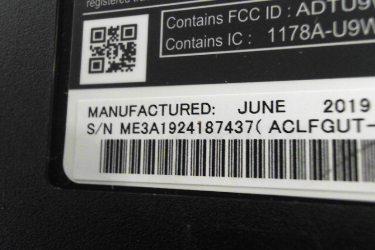 Contains FCC ID : ADTU9
Contains IC : 1178A-U9W
MANUFACTURED: JUNE 2019
S/N ME3A1924187437( ACLFGUT-